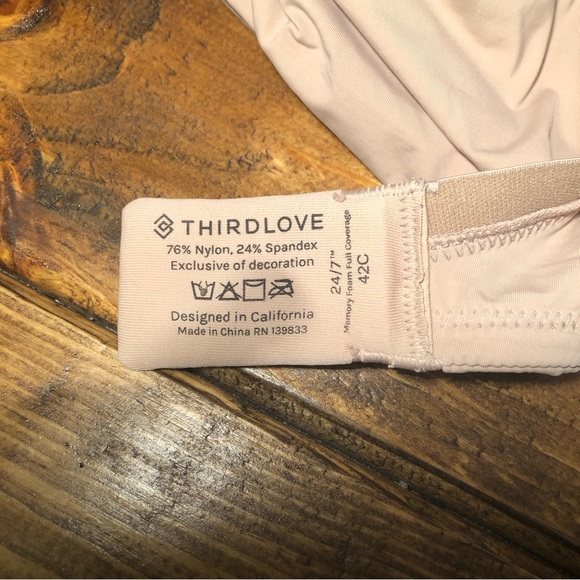 THIRDLOVE
76% Nylon, 24% Spandex
Exclusive of decoration
Designed in California
Made in China RN 139833
24/7™
Memory Foam Full Coverage
42C